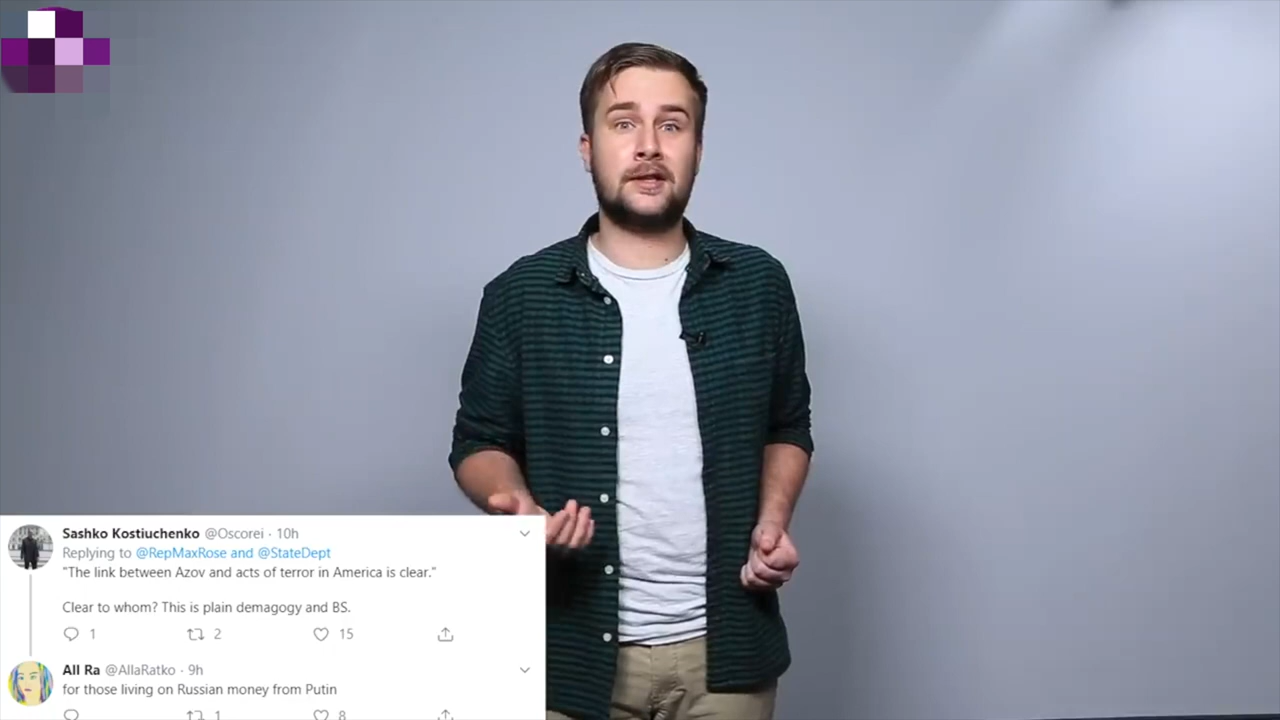 Sashko Kostiuchenko @Oscorei · 10h
Replying to @RepMaxRose and @StateDept
"The link between Azov and acts of terror in America is clear."
Clear to whom? This is plain demagogy and BS.
1 2 15
All Ra @AllaRatko · 9h
for those living on Russian money from Putin
1 8